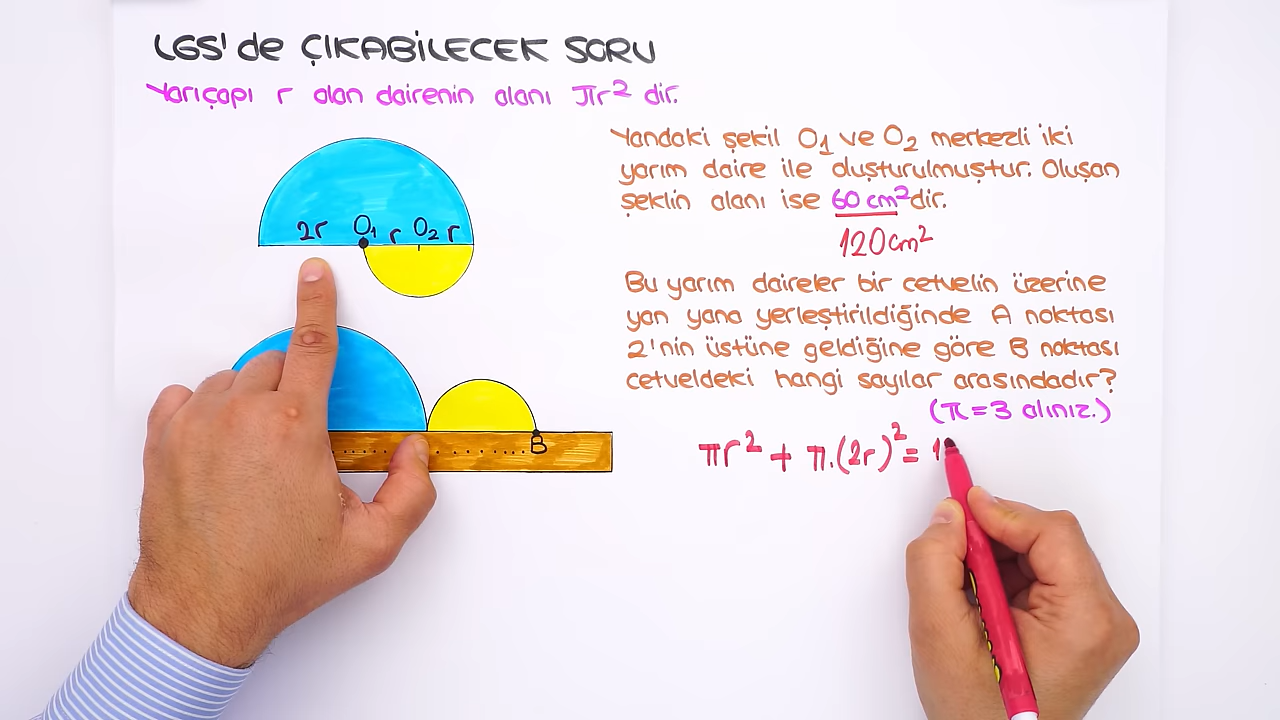 LGS'de ÇIKABİLECEK SORU
Yarıçapı r olan dairenin alanı πr² dir.
Yandaki şekil O₁ ve O₂ merkezli iki
yarım daire ile oluşturulmuştur. Oluşan
şeklin alanı ise 60 cm² dir.
120cm²
2r O₁ r O₂ r
Bu yarım daireler bir cetvelin üzerine
yan yana yerleştirildiğinde A noktası
2'nin üstüne geldiğine göre B noktası
cetveldeki hangi sayılar arasındadır?
(π=3 alınız.)
πr² + π.(2r)² =
B